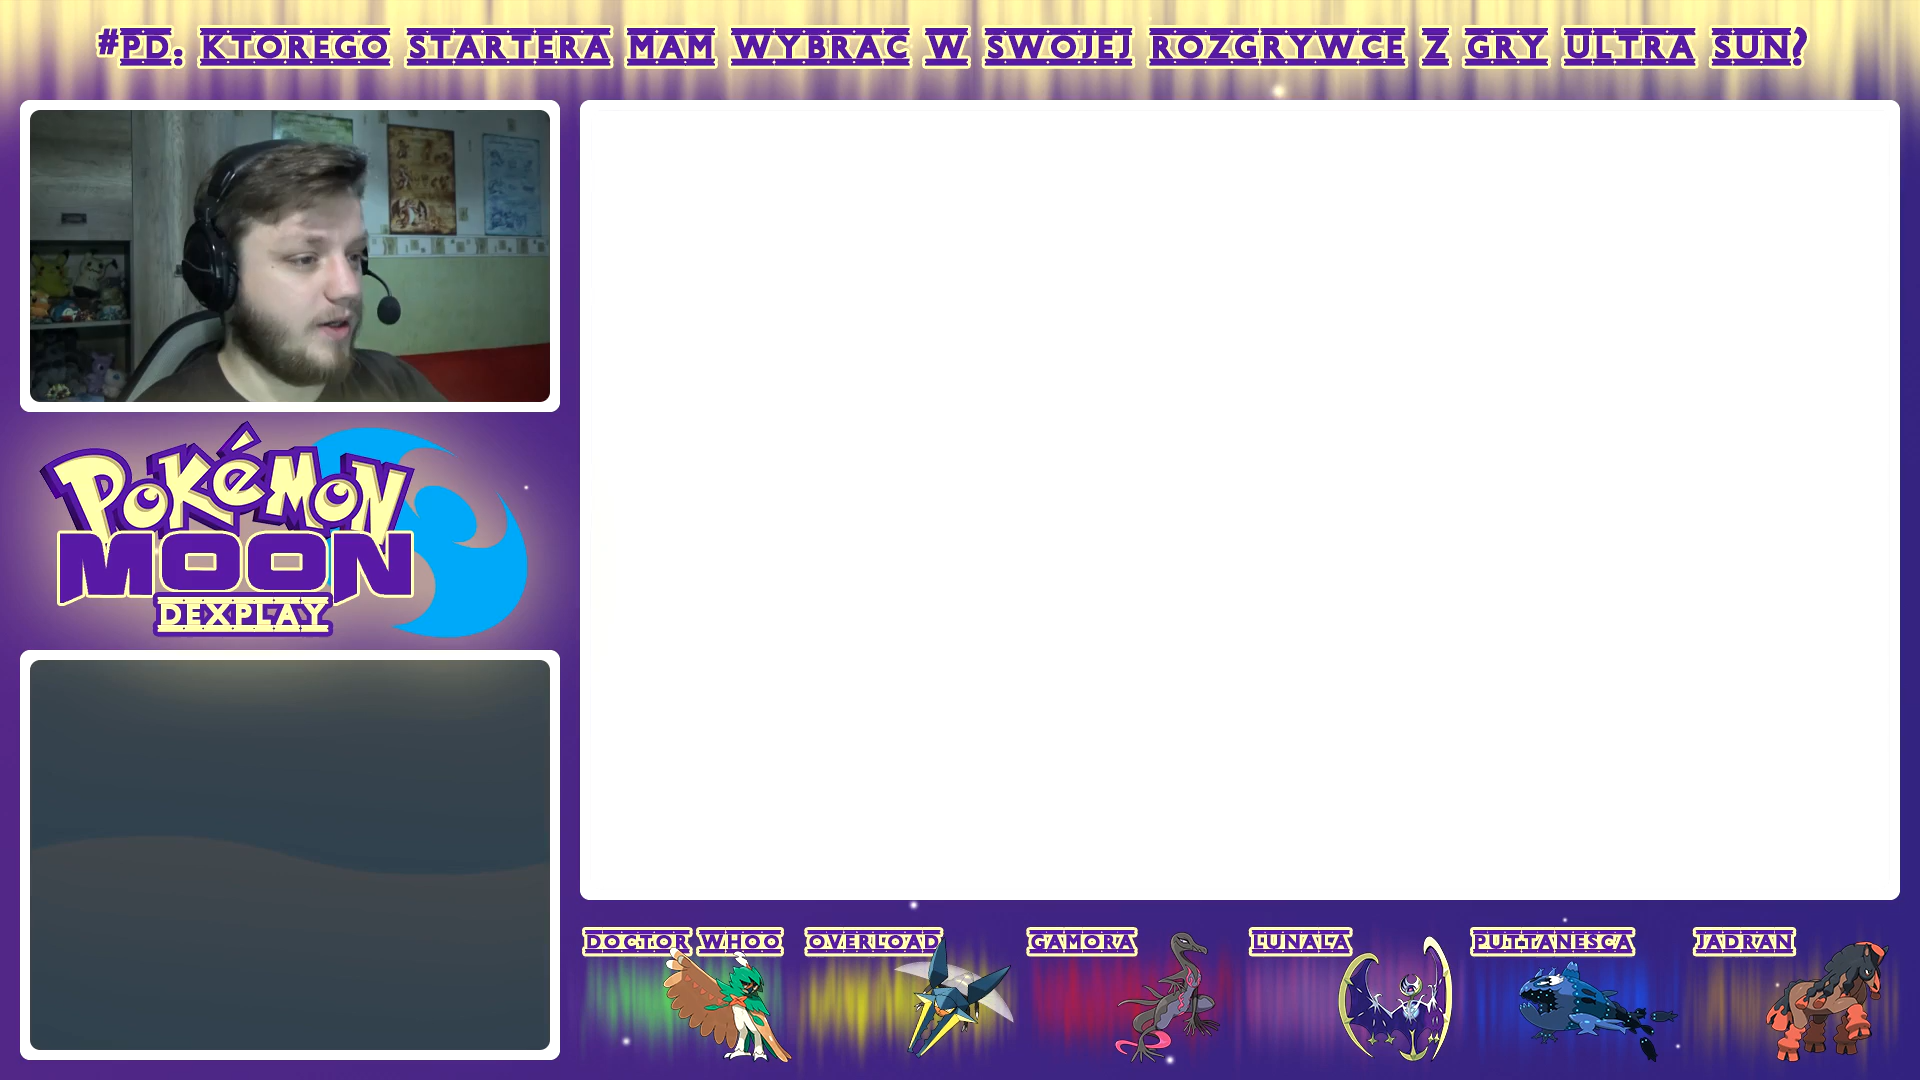 #PD: KTOREGO STARTERA MAM WYBRAC W SWOJEJ ROZGRYWCE Z GRY ULTRA SUN?
POKÉMON
MOON
DEXPLAY
DOCTOR WHOO
OVERLOAD
GAMORA
LUNALA
PUTTANESCA
JADRAN